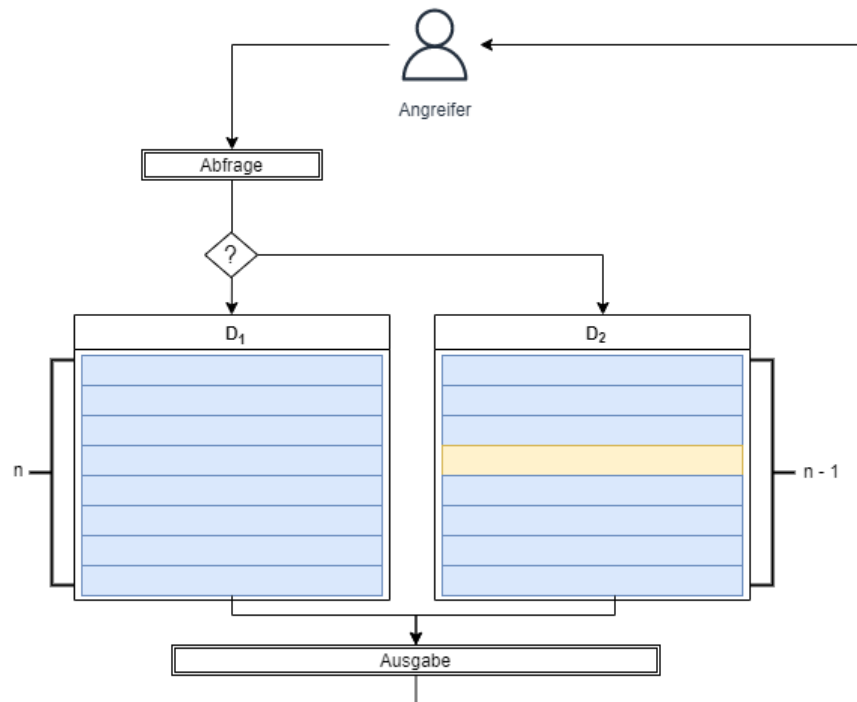 Angreifer
Abfrage
?
D₁
D₂
n
n - 1
Ausgabe